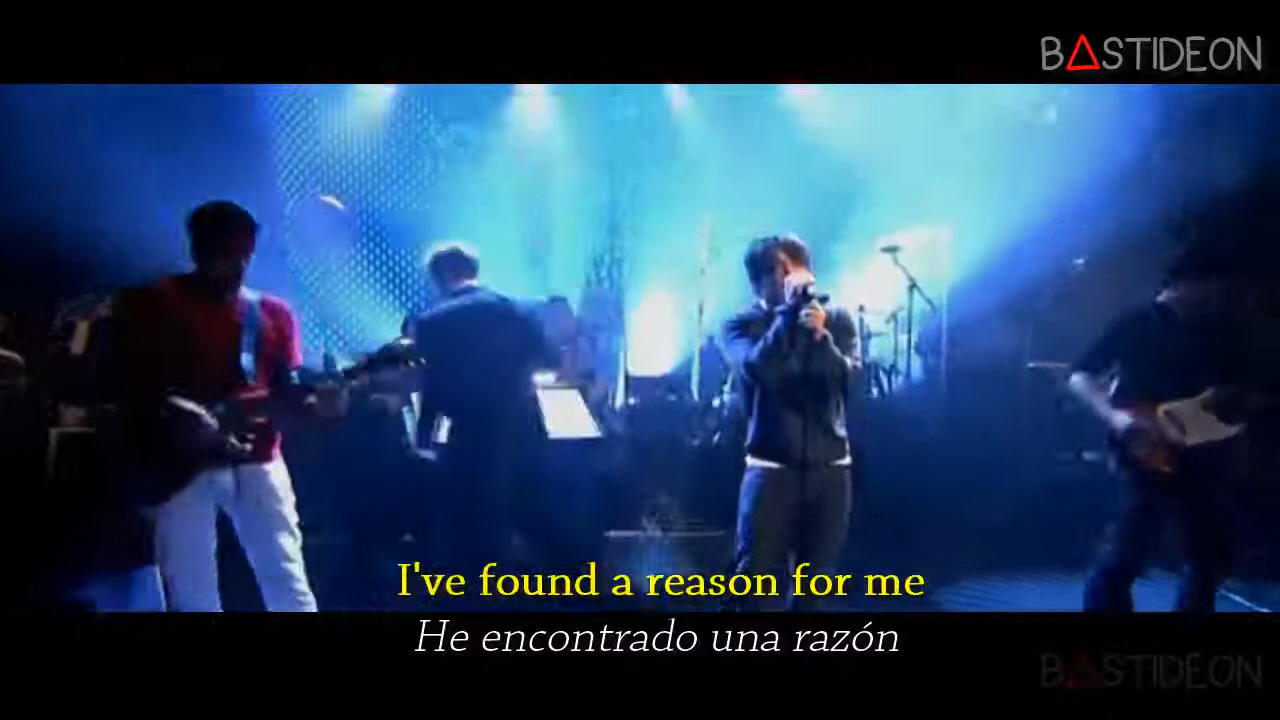 BASTIDEON
I've found a reason for me
He encontrado una razón
BASTIDEON